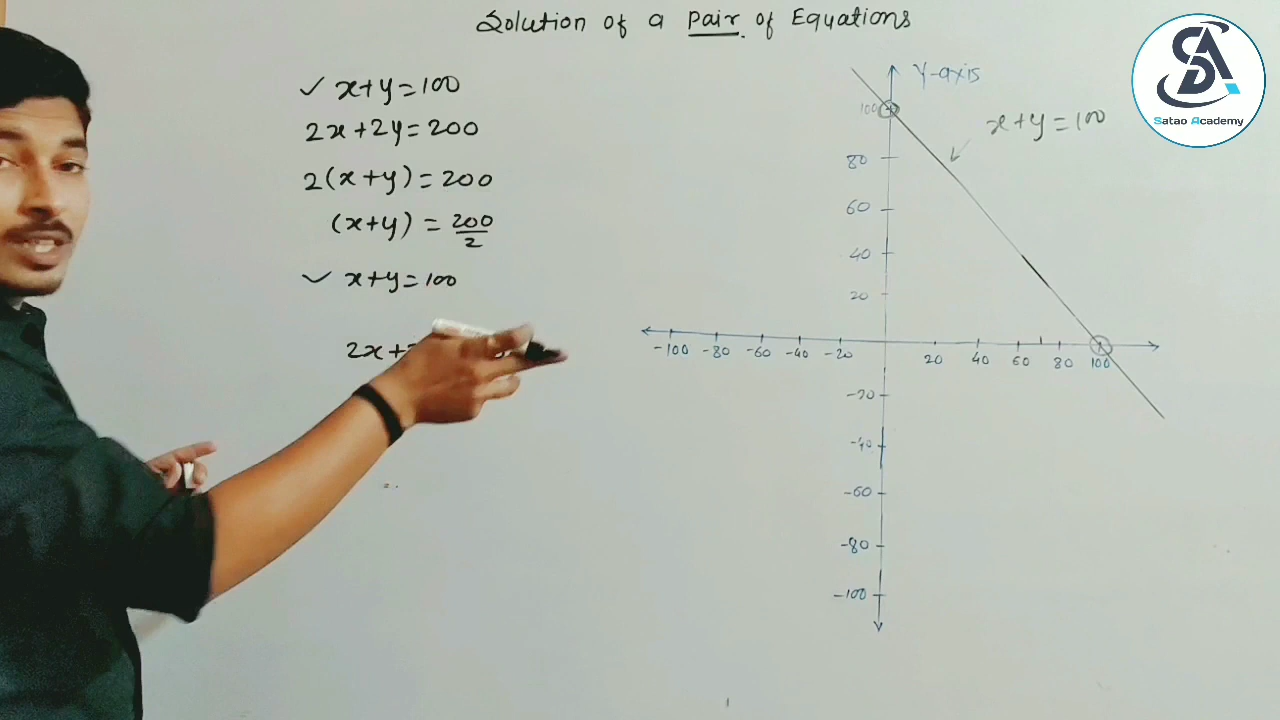 Solution of a Pair of Equations
✓ x+y=100
2x+2y=200
2(x+y)=200
(x+y) = 200/2
✓ x+y=100
2x+
Y-axis
x+y=100
100
80
60
40
20
-100 -80 -60 -40 -20 20 40 60 80 100
-20
-40
-60
-80
-100
SA
Satao Academy